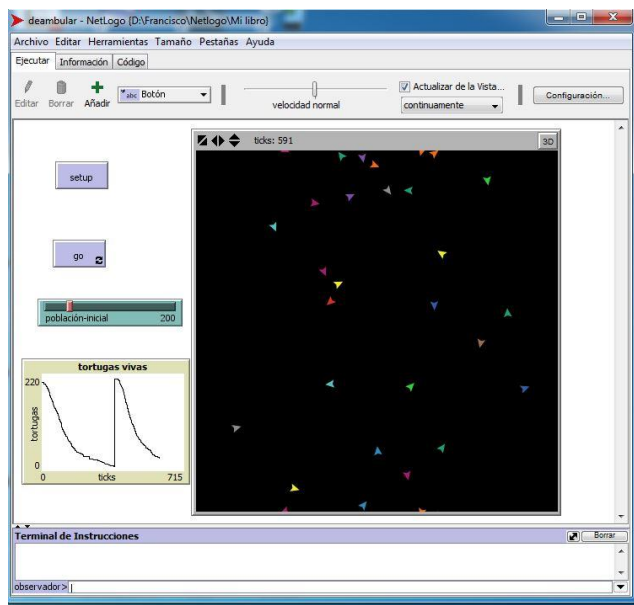 deambular - NetLogo {D:\Francisco\Netlogo\Mi libro}
Archivo Editar Herramientas Tamaño Pestañas Ayuda
Ejecutar Información Código
Editar Borrar Añadir abc Botón velocidad normal Actualizar de la Vista... continuamente Configuración...
ticks: 591 3D
setup
go
población-inicial 200
tortugas vivas
220
tortugas
0
0 ticks 715
Terminal de Instrucciones Borrar
observador>